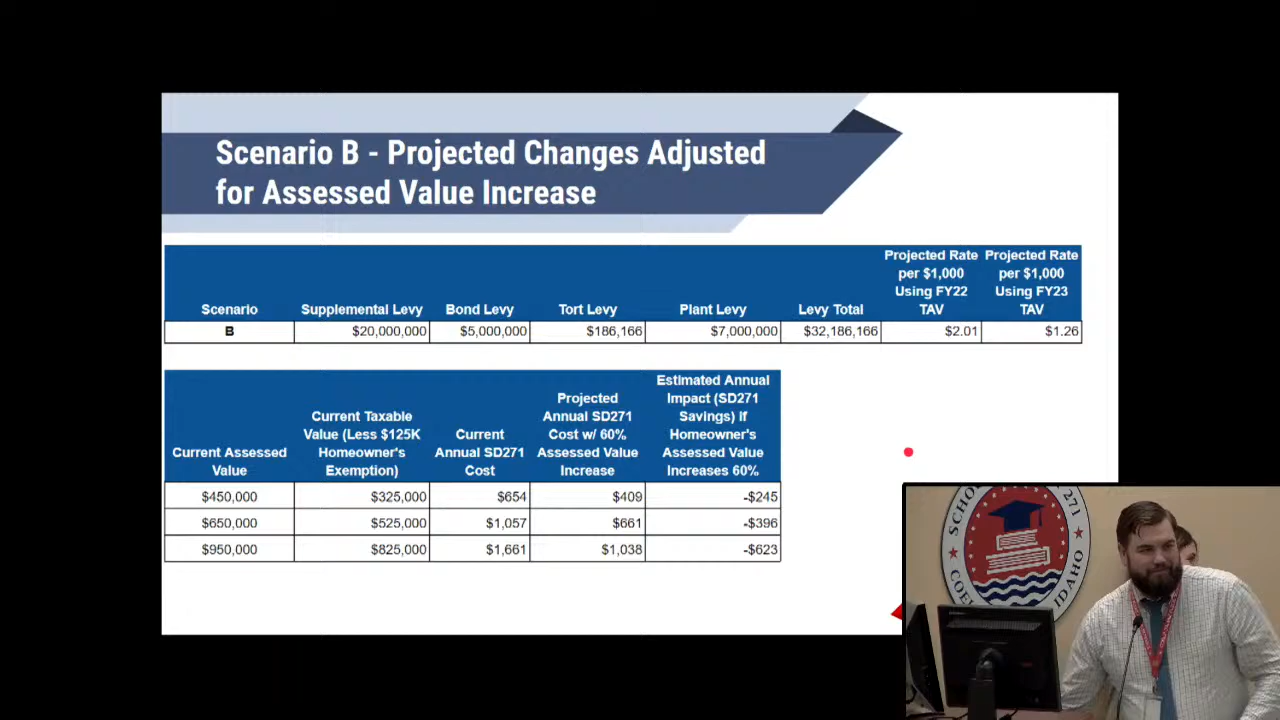 Scenario B - Projected Changes Adjusted
for Assessed Value Increase
Projected Rate Projected Rate
per $1,000 per $1,000
Using FY22 Using FY23
Scenario Supplemental Levy Bond Levy Tort Levy Plant Levy Levy Total TAV TAV
B $20,000,000 $5,000,000 $186,166 $7,000,000 $32,186,166 $2.01 $1.26
Estimated Annual
Projected Impact (SD271
Current Taxable Annual SD271 Savings) If
Value (Less $125K Current Cost w/ 60% Homeowner's
Current Assessed Homeowner's Annual SD271 Assessed Value Assessed Value
Value Exemption) Cost Increase Increases 60%
$450,000 $325,000 $654 $409 -$245
$650,000 $525,000 $1,057 $661 -$396
$950,000 $825,000 $1,661 $1,038 -$623
271
IDAHO